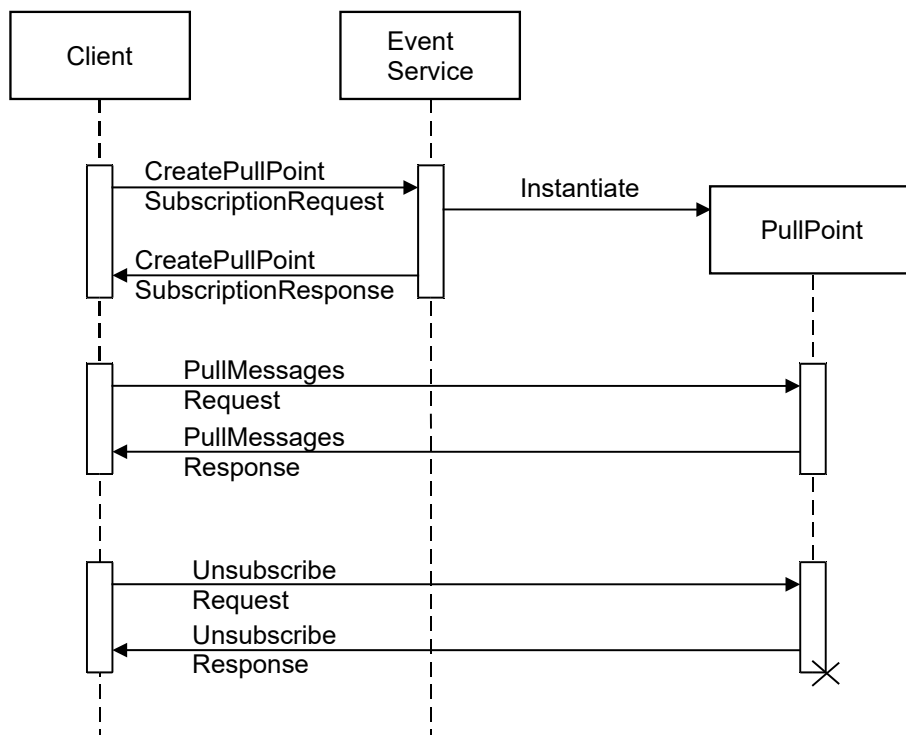 Client
Event
Service
CreatePullPoint
SubscriptionRequest
Instantiate
PullPoint
CreatePullPoint
SubscriptionResponse
PullMessages
Request
PullMessages
Response
Unsubscribe
Request
Unsubscribe
Response